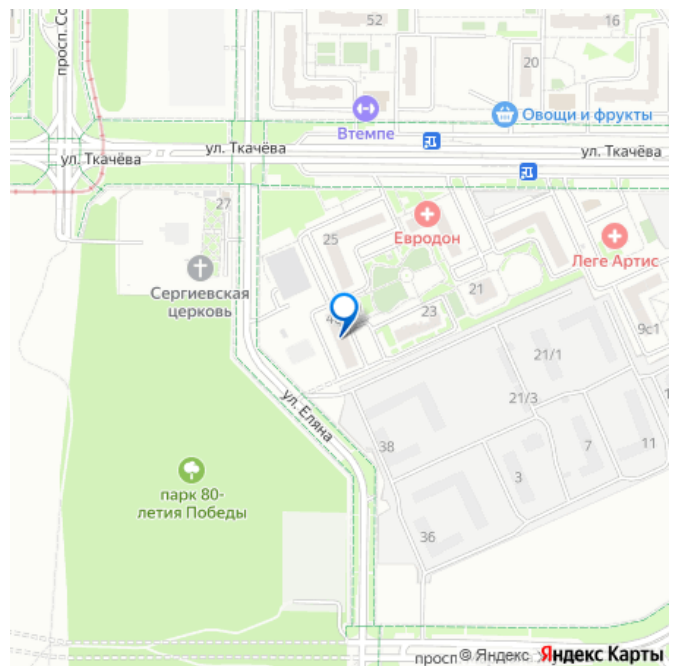 52
16
просп. Со
20
Втемпе
Овощи и фрукты
ул. Ткачёва
ул. Ткачёва
ул. Ткачёва
27
25
Евродон
Леге Артис
Сергиевская
церковь
21
23
9с1
21/1
21/3
ул. Еляна
38
7
11
3
парк 80-
летия Победы
36
просп
© Яндекс Яндекс Карты